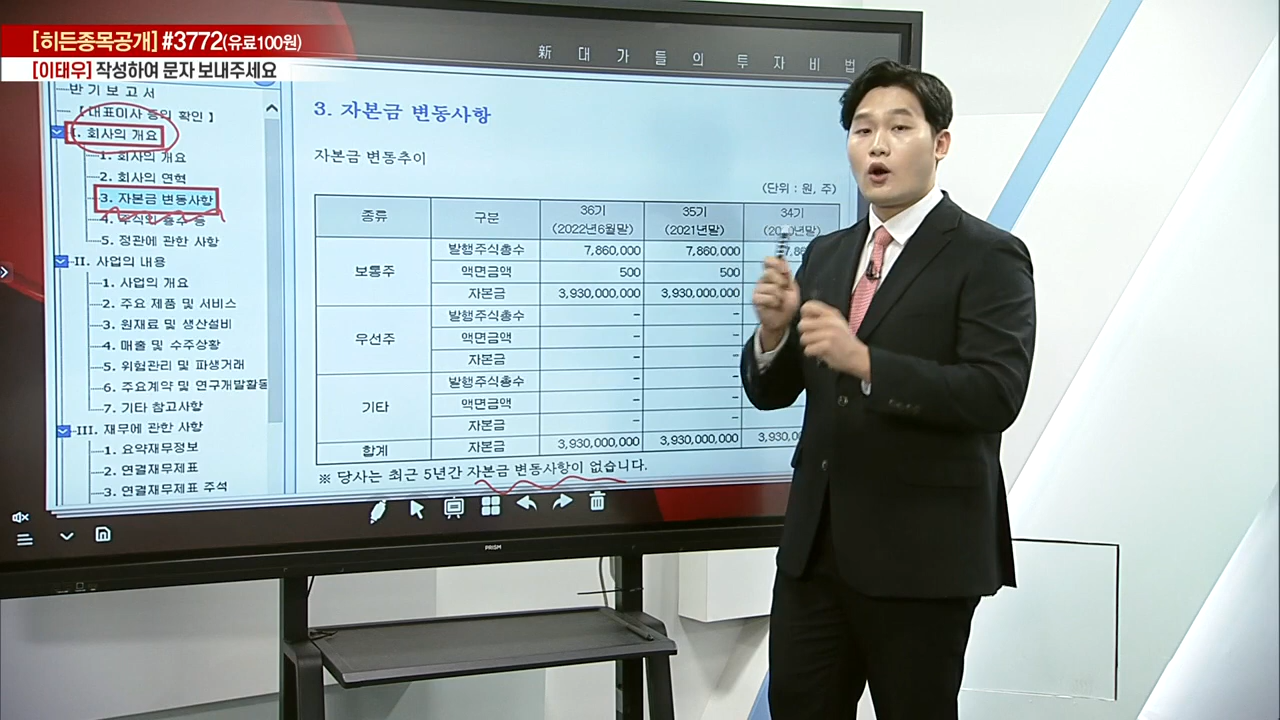 [히든종목공개] #3772(유료100원)
[이태우] 작성하여 문자 보내주세요
新 대 가 들 의 투 자 비 법
반 기 보 고 서
【 대표이사 등의 확인 】
I. 회사의 개요
1. 회사의 개요
2. 회사의 연혁
3. 자본금 변동사항
4. 주식의 총수 등
5. 정관에 관한 사항
II. 사업의 내용
1. 사업의 개요
2. 주요 제품 및 서비스
3. 원재료 및 생산설비
4. 매출 및 수주상황
5. 위험관리 및 파생거래
6. 주요계약 및 연구개발활동
7. 기타 참고사항
III. 재무에 관한 사항
1. 요약재무정보
2. 연결재무제표
3. 연결재무제표 주석
3. 자본금 변동사항
자본금 변동추이
(단위 : 원, 주)
종류 구분 36기 (2022년6월말) 35기 (2021년말) 34기
보통주 발행주식총수 7,860,000 7,860,000
액면금액 500 500
자본금 3,930,000,000 3,930,000,000
우선주 발행주식총수 - - -
액면금액 - - -
자본금 - - -
기타 발행주식총수 - - -
액면금액 - - -
자본금 - - -
합계 자본금 3,930,000,000 3,930,000,000
※ 당사는 최근 5년간 자본금 변동사항이 없습니다.
PRISM